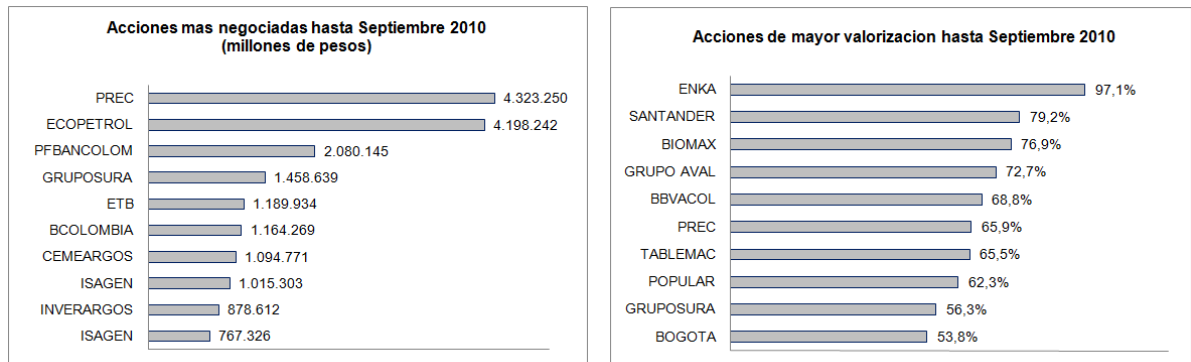 Acciones mas negociadas hasta Septiembre 2010
(millones de pesos)
PREC 4.323.250
ECOPETROL 4.198.242
PFBANCOLOM 2.080.145
GRUPOSURA 1.458.639
ETB 1.189.934
BCOLOMBIA 1.164.269
CEMEARGOS 1.094.771
ISAGEN 1.015.303
INVERARGOS 878.612
ISAGEN 767.326
Acciones de mayor valorizacion hasta Septiembre 2010
ENKA 97,1%
SANTANDER 79,2%
BIOMAX 76,9%
GRUPO AVAL 72,7%
BBVACOL 68,8%
PREC 65,9%
TABLEMAC 65,5%
POPULAR 62,3%
GRUPOSURA 56,3%
BOGOTA 53,8%